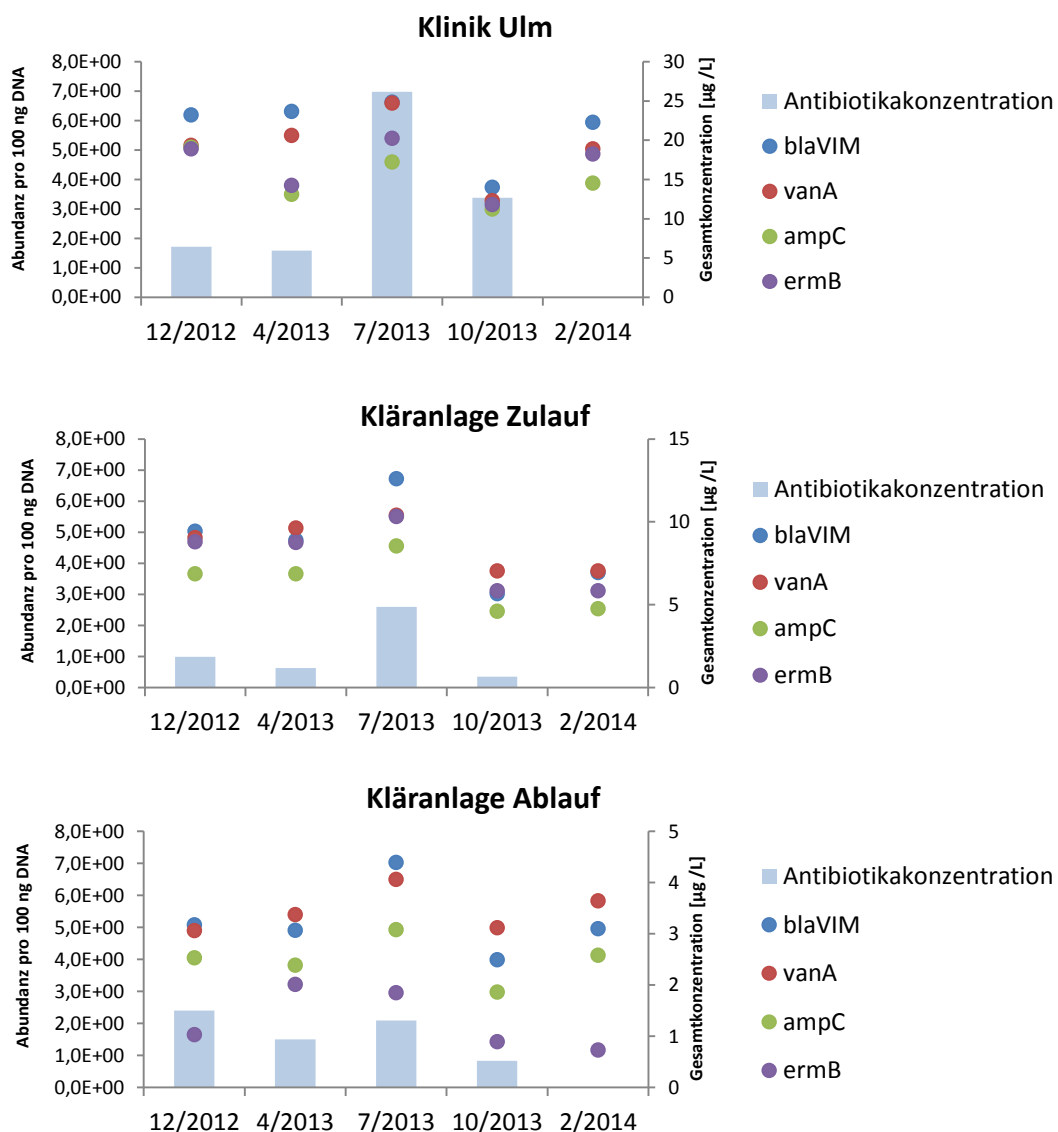 Klinik Ulm
Abundanz pro 100 ng DNA
8,0E+00
7,0E+00
6,0E+00
5,0E+00
4,0E+00
3,0E+00
2,0E+00
1,0E+00
0,0E+00
30
25
20
15
10
5
0
Gesamtkonzentration [µg /L]
12/2012 4/2013 7/2013 10/2013 2/2014
Antibiotikakonzentration
blaVIM
vanA
ampC
ermB
Kläranlage Zulauf
Abundanz pro 100 ng DNA
8,0E+00
7,0E+00
6,0E+00
5,0E+00
4,0E+00
3,0E+00
2,0E+00
1,0E+00
0,0E+00
15
10
5
0
Gesamtkonzentration [µg /L]
12/2012 4/2013 7/2013 10/2013 2/2014
Antibiotikakonzentration
blaVIM
vanA
ampC
ermB
Kläranlage Ablauf
Abundanz pro 100 ng DNA
8,0E+00
7,0E+00
6,0E+00
5,0E+00
4,0E+00
3,0E+00
2,0E+00
1,0E+00
0,0E+00
5
4
3
2
1
0
Gesamtkonzentration [µg /L]
12/2012 4/2013 7/2013 10/2013 2/2014
Antibiotikakonzentration
blaVIM
vanA
ampC
ermB